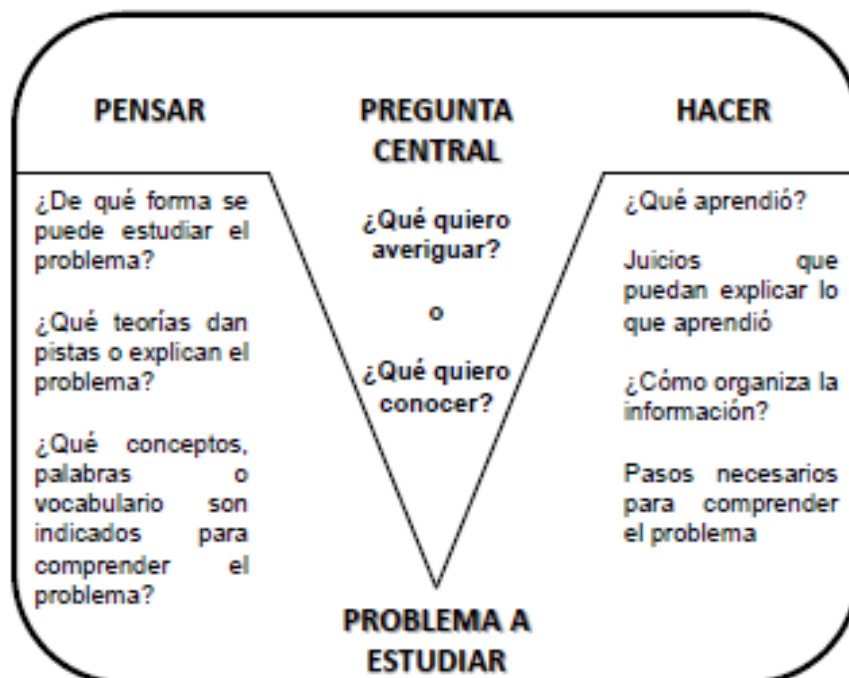 PENSAR
¿De qué forma se
puede estudiar el
problema?
¿Qué teorías dan
pistas o explican el
problema?
¿Qué conceptos,
palabras o
vocabulario son
indicados para
comprender el
problema?
PREGUNTA
CENTRAL
¿Qué quiero
averiguar?
o
¿Qué quiero
conocer?
HACER
¿Qué aprendió?
Juicios que
puedan explicar lo
que aprendió
¿Cómo organiza la
información?
Pasos necesarios
para comprender
el problema
PROBLEMA A
ESTUDIAR